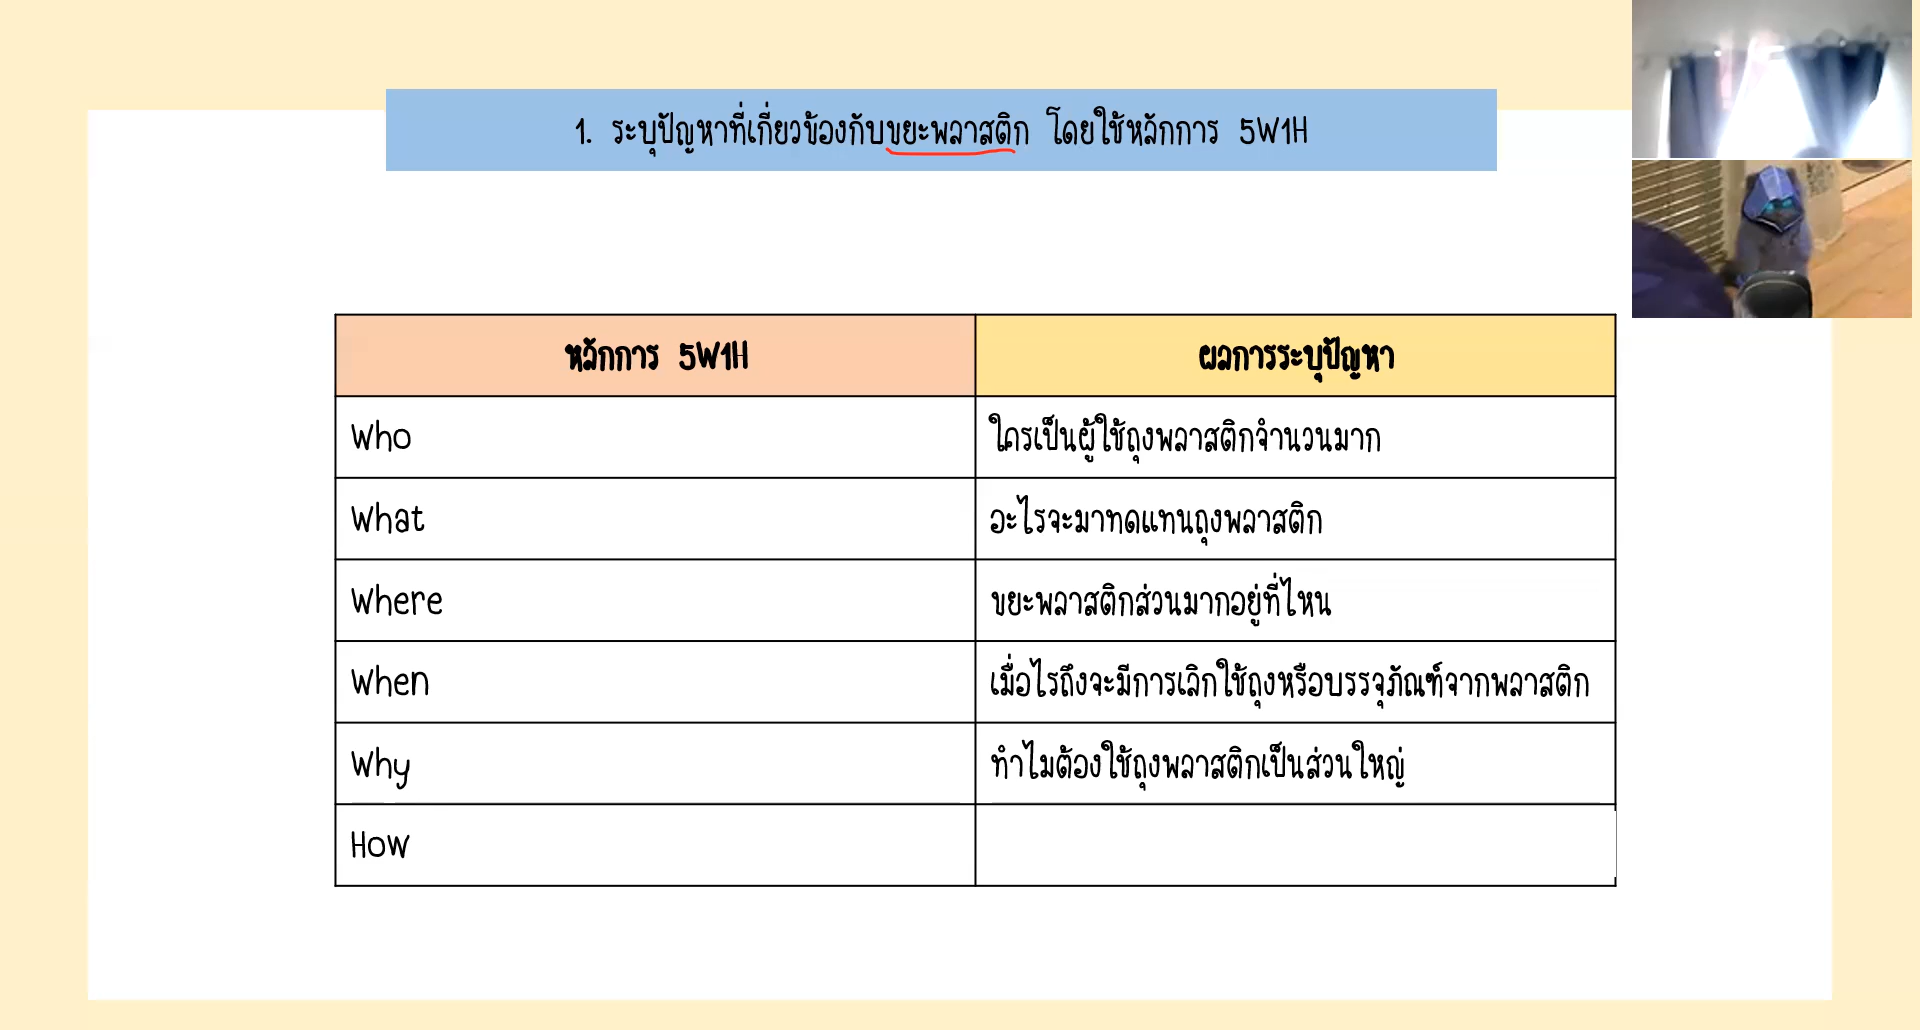 1. ระบุปัญหาที่เกี่ยวข้องกับขยะพลาสติก โดยใช้หลักการ 5W1H
หลักการ 5W1H
ผลการระบุปัญหา
Who
ใครเป็นผู้ใช้ถุงพลาสติกจำนวนมาก
What
อะไรจะมาทดแทนถุงพลาสติก
Where
ขยะพลาสติกส่วนมากอยู่ที่ไหน
When
เมื่อไรถึงจะมีการเลิกใช้ถุงหรือบรรจุภัณฑ์จากพลาสติก
Why
ทำไมต้องใช้ถุงพลาสติกเป็นส่วนใหญ่
How